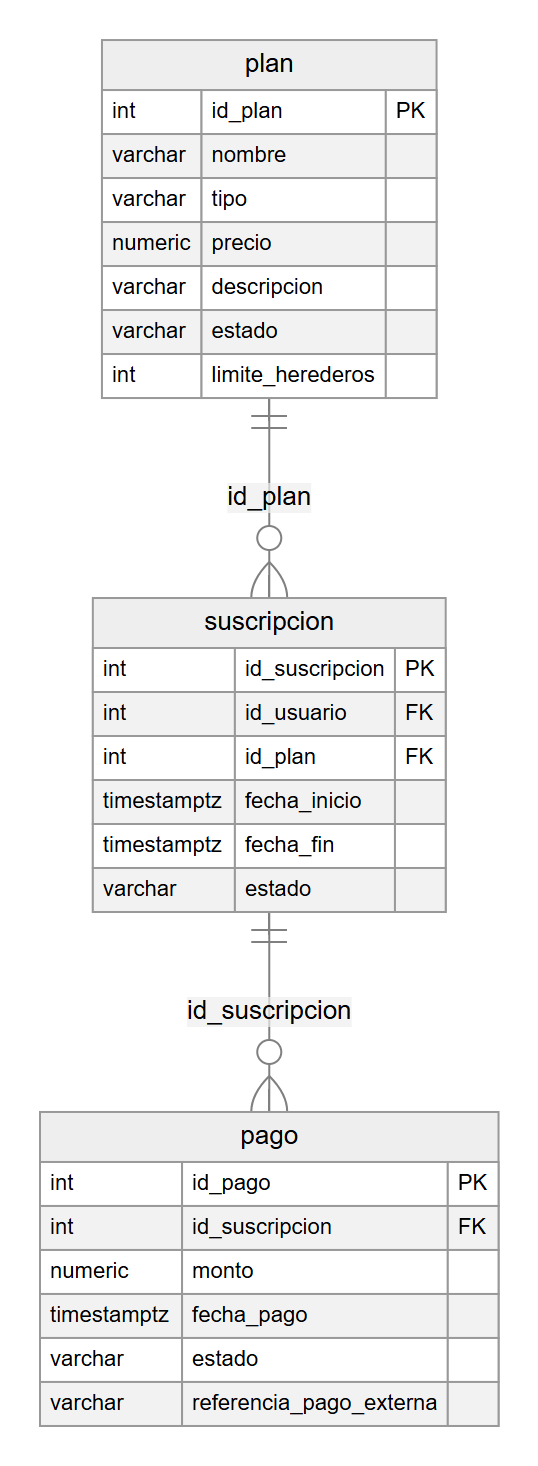 plan
int id_plan PK
varchar nombre
varchar tipo
numeric precio
varchar descripcion
varchar estado
int limite_herederos
id_plan
suscripcion
int id_suscripcion PK
int id_usuario FK
int id_plan FK
timestamptz fecha_inicio
timestamptz fecha_fin
varchar estado
id_suscripcion
pago
int id_pago PK
int id_suscripcion FK
numeric monto
timestamptz fecha_pago
varchar estado
varchar referencia_pago_externa